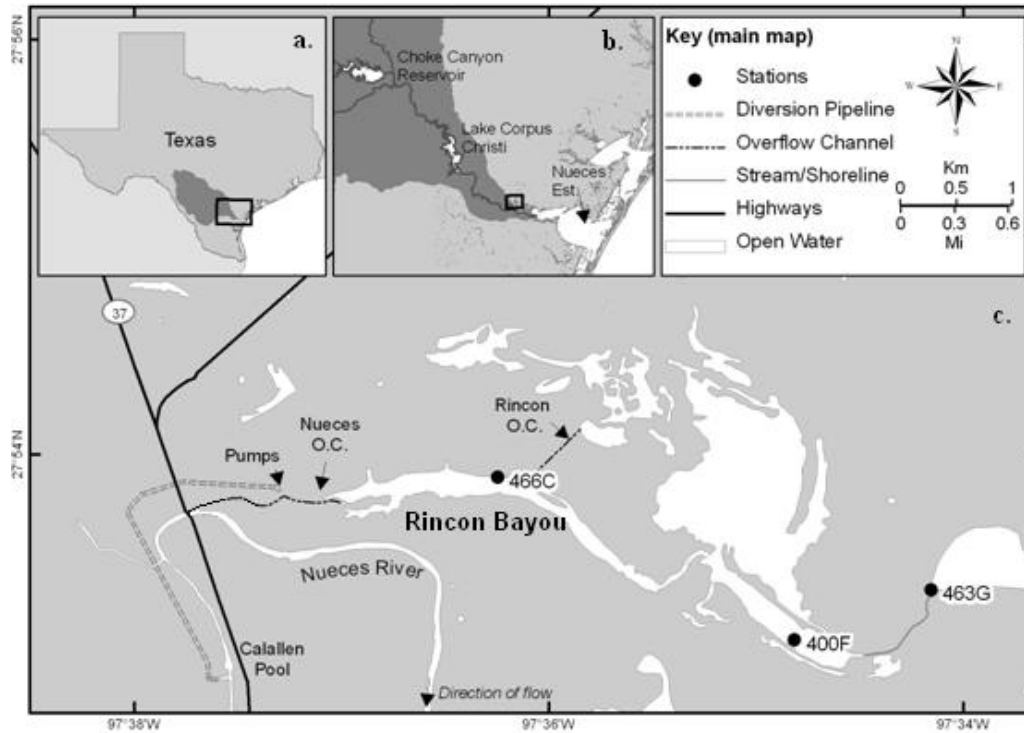 27°56'N
a.
Texas
b.
Choke Canyon
Reservoir
Lake Corpus
Christi
Nueces
Est.
Key (main map)
Stations
Diversion Pipeline
Overflow Channel
Stream/Shoreline
Highways
Open Water
N
W
E
S
Km
0 0.5 1
0 0.3 0.6
Mi
c.
37
27°54'N
Pumps
Nueces
O.C.
Rincon
O.C.
466C
Rincon Bayou
Nueces River
463G
400F
Calallen
Pool
Direction of flow
97°38'W
97°36'W
97°34'W